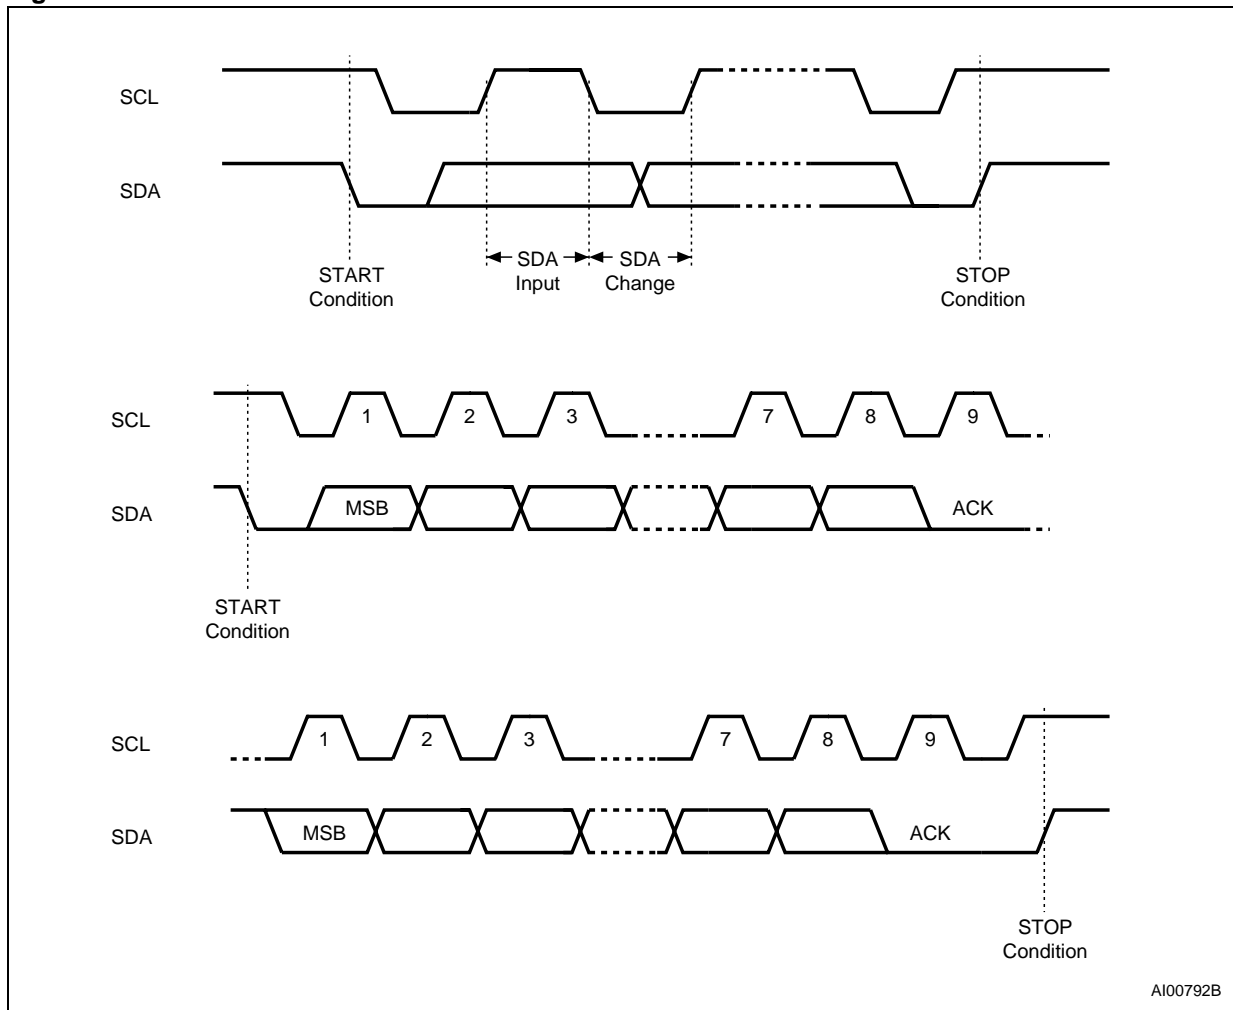 SCL
SDA
SDA
Input
SDA
Change
START
Condition
STOP
Condition
SCL
1
2
3
7
8
9
SDA
MSB
ACK
START
Condition
SCL
1
2
3
7
8
9
SDA
MSB
ACK
STOP
Condition
AI00792B